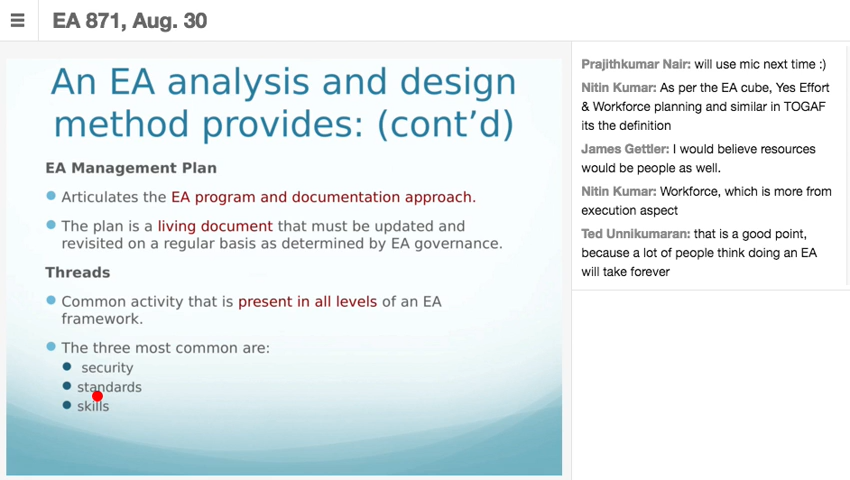 EA 871, Aug. 30
An EA analysis and design
method provides: (cont’d)
EA Management Plan
Articulates the EA program and documentation approach.
The plan is a living document that must be updated and
revisited on a regular basis as determined by EA governance.
Threads
Common activity that is present in all levels of an EA
framework.
The three most common are:
security
standards
skills
Prajithkumar Nair: will use mic next time :)
Nitin Kumar: As per the EA cube, Yes Effort
& Workforce planning and similar in TOGAF
its the definition
James Gettler: I would believe resources
would be people as well.
Nitin Kumar: Workforce, which is more from
execution aspect
Ted Unnikumaran: that is a good point,
because a lot of people think doing an EA
will take forever